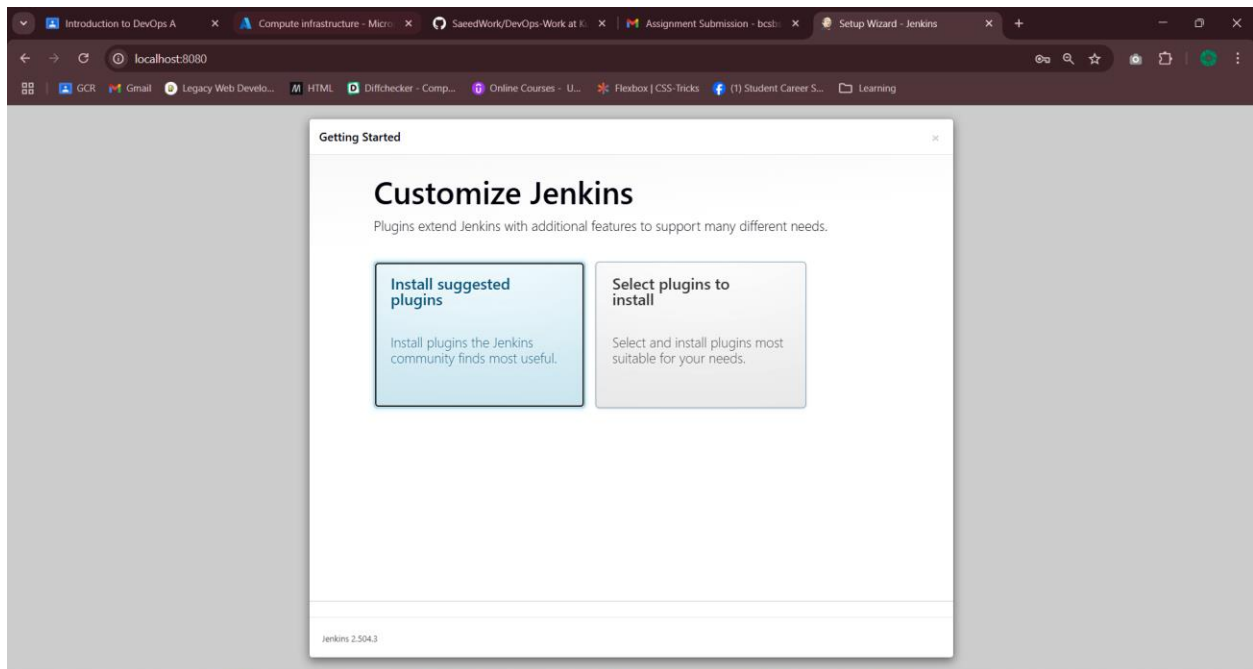 Introduction to DevOps A
Compute infrastructure - Micro
SaeedWork/DevOps-Work at
Assignment Submission - bcsb
Setup Wizard - Jenkins
localhost:8080
GCR
Gmail
Legacy Web Develo...
HTML
Diffchecker - Comp...
Online Courses - U...
Flexbox | CSS-Tricks
(1) Student Career S...
Learning
Getting Started
Customize Jenkins
Plugins extend Jenkins with additional features to support many different needs.
Install suggested
plugins
Install plugins the Jenkins
community finds most useful.
Select plugins to
install
Select and install plugins most
suitable for your needs.
Jenkins 2.504.3